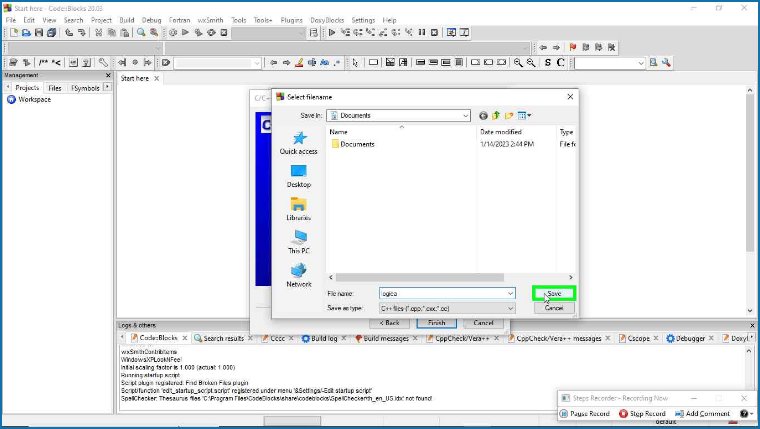 Start here - Code::Blocks 20.03
File Edit View Search Project Build Debug Fortran wxSmith Tools Tools+ Plugins DoxyBlocks Settings Help
Management
Projects Files FSymbols
Workspace
Start here
C/C+
Select filename
Save in: Documents
Name Date modified Type
Documents 1/14/2023 2:44 PM File f
Quick access
Desktop
Libraries
This PC
Network
File name: logica Save
Save as type: C++ files (*.cpp;*.cxx;*.cc) Cancel
< Back Finish Cancel
Logs & others
Code::Blocks Search results Cccc Build log Build messages CppCheck/Vera++ CppCheck/Vera++ messages Cscope Debugger DoxyBl
wxSmithContribItems
WindowsXPLookNFeel
Initial scaling factor is 1.000 (actual: 1.000)
Running startup script
Script plugin registered: Find Broken Files plugin
Script/function 'edit_startup_script.script' registered under menu '&Settings/-Edit startup script'
SpellChecker: Thesaurus files 'C:\Program Files\CodeBlocks\share\codeblocks\SpellChecker\th_en_US.idx' not found!
Steps Recorder - Recording Now
Pause Record Stop Record Add Comment
default